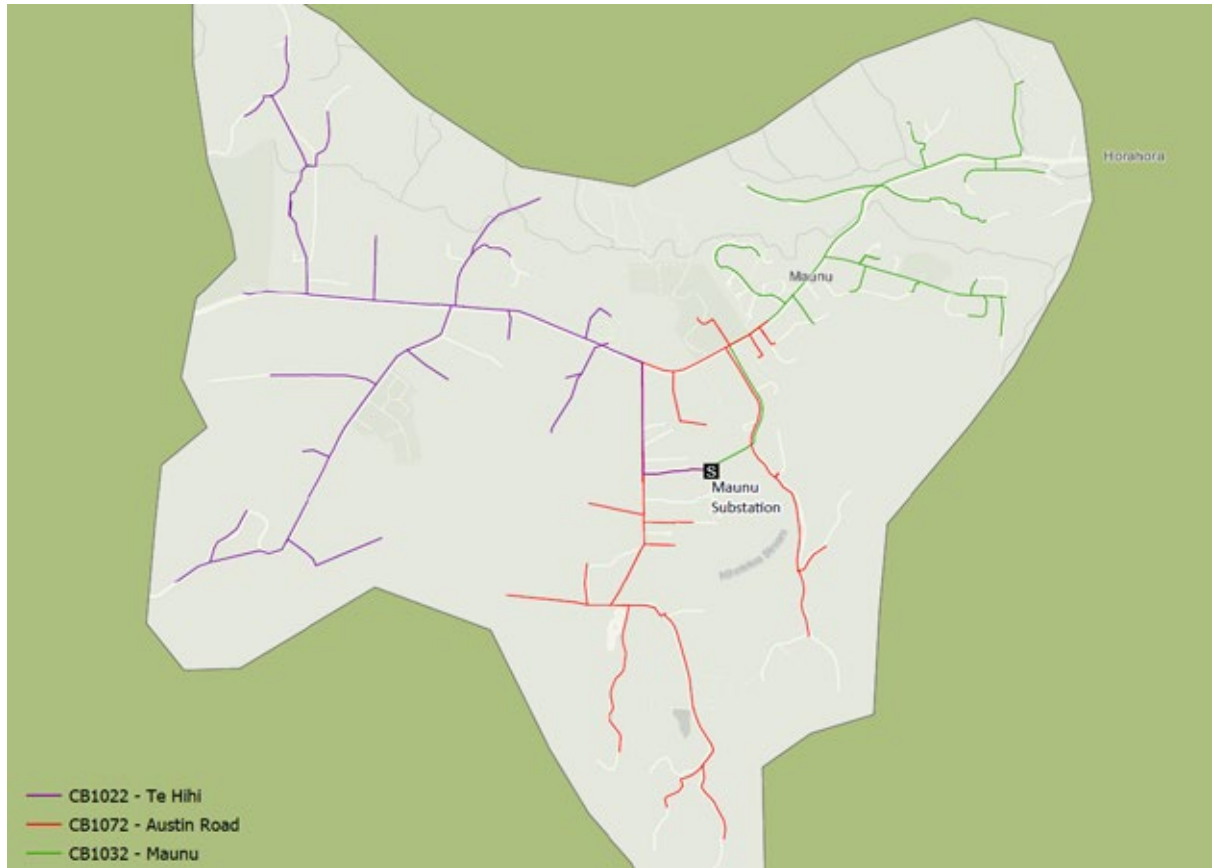 Horahora
Maunu
S
Maunu
Substation
CB1022 - Te Hihi
CB1072 - Austin Road
CB1032 - Maunu